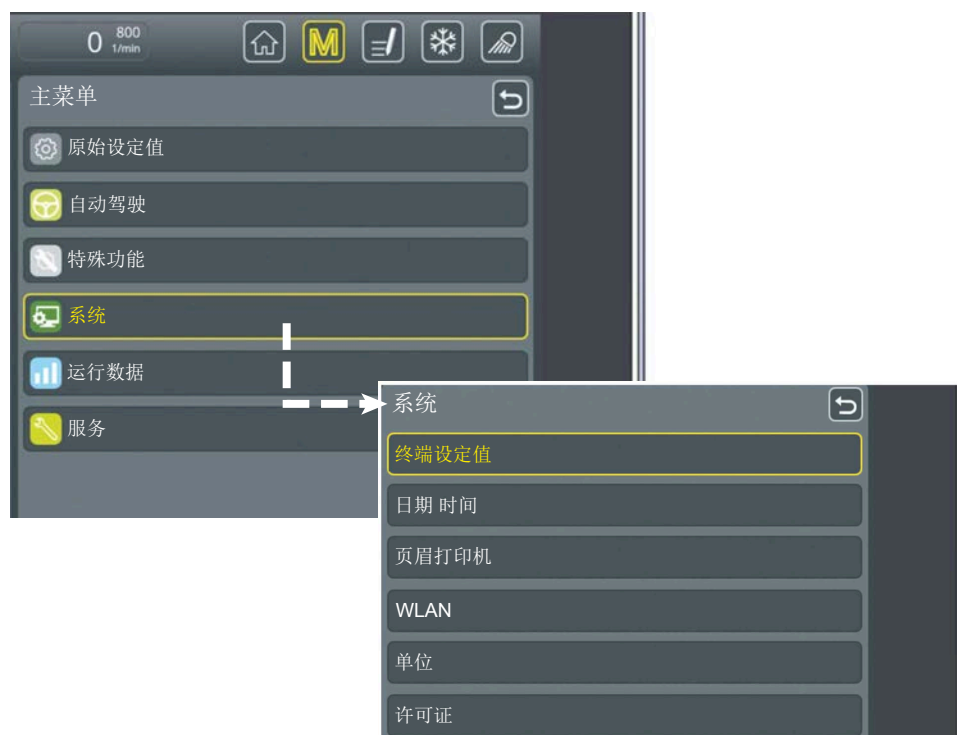 0 800
1/min
M
主菜单
原始设定值
自动驾驶
特殊功能
系统
运行数据
服务
系统
终端设定值
日期 时间
页眉打印机
WLAN
单位
许可证